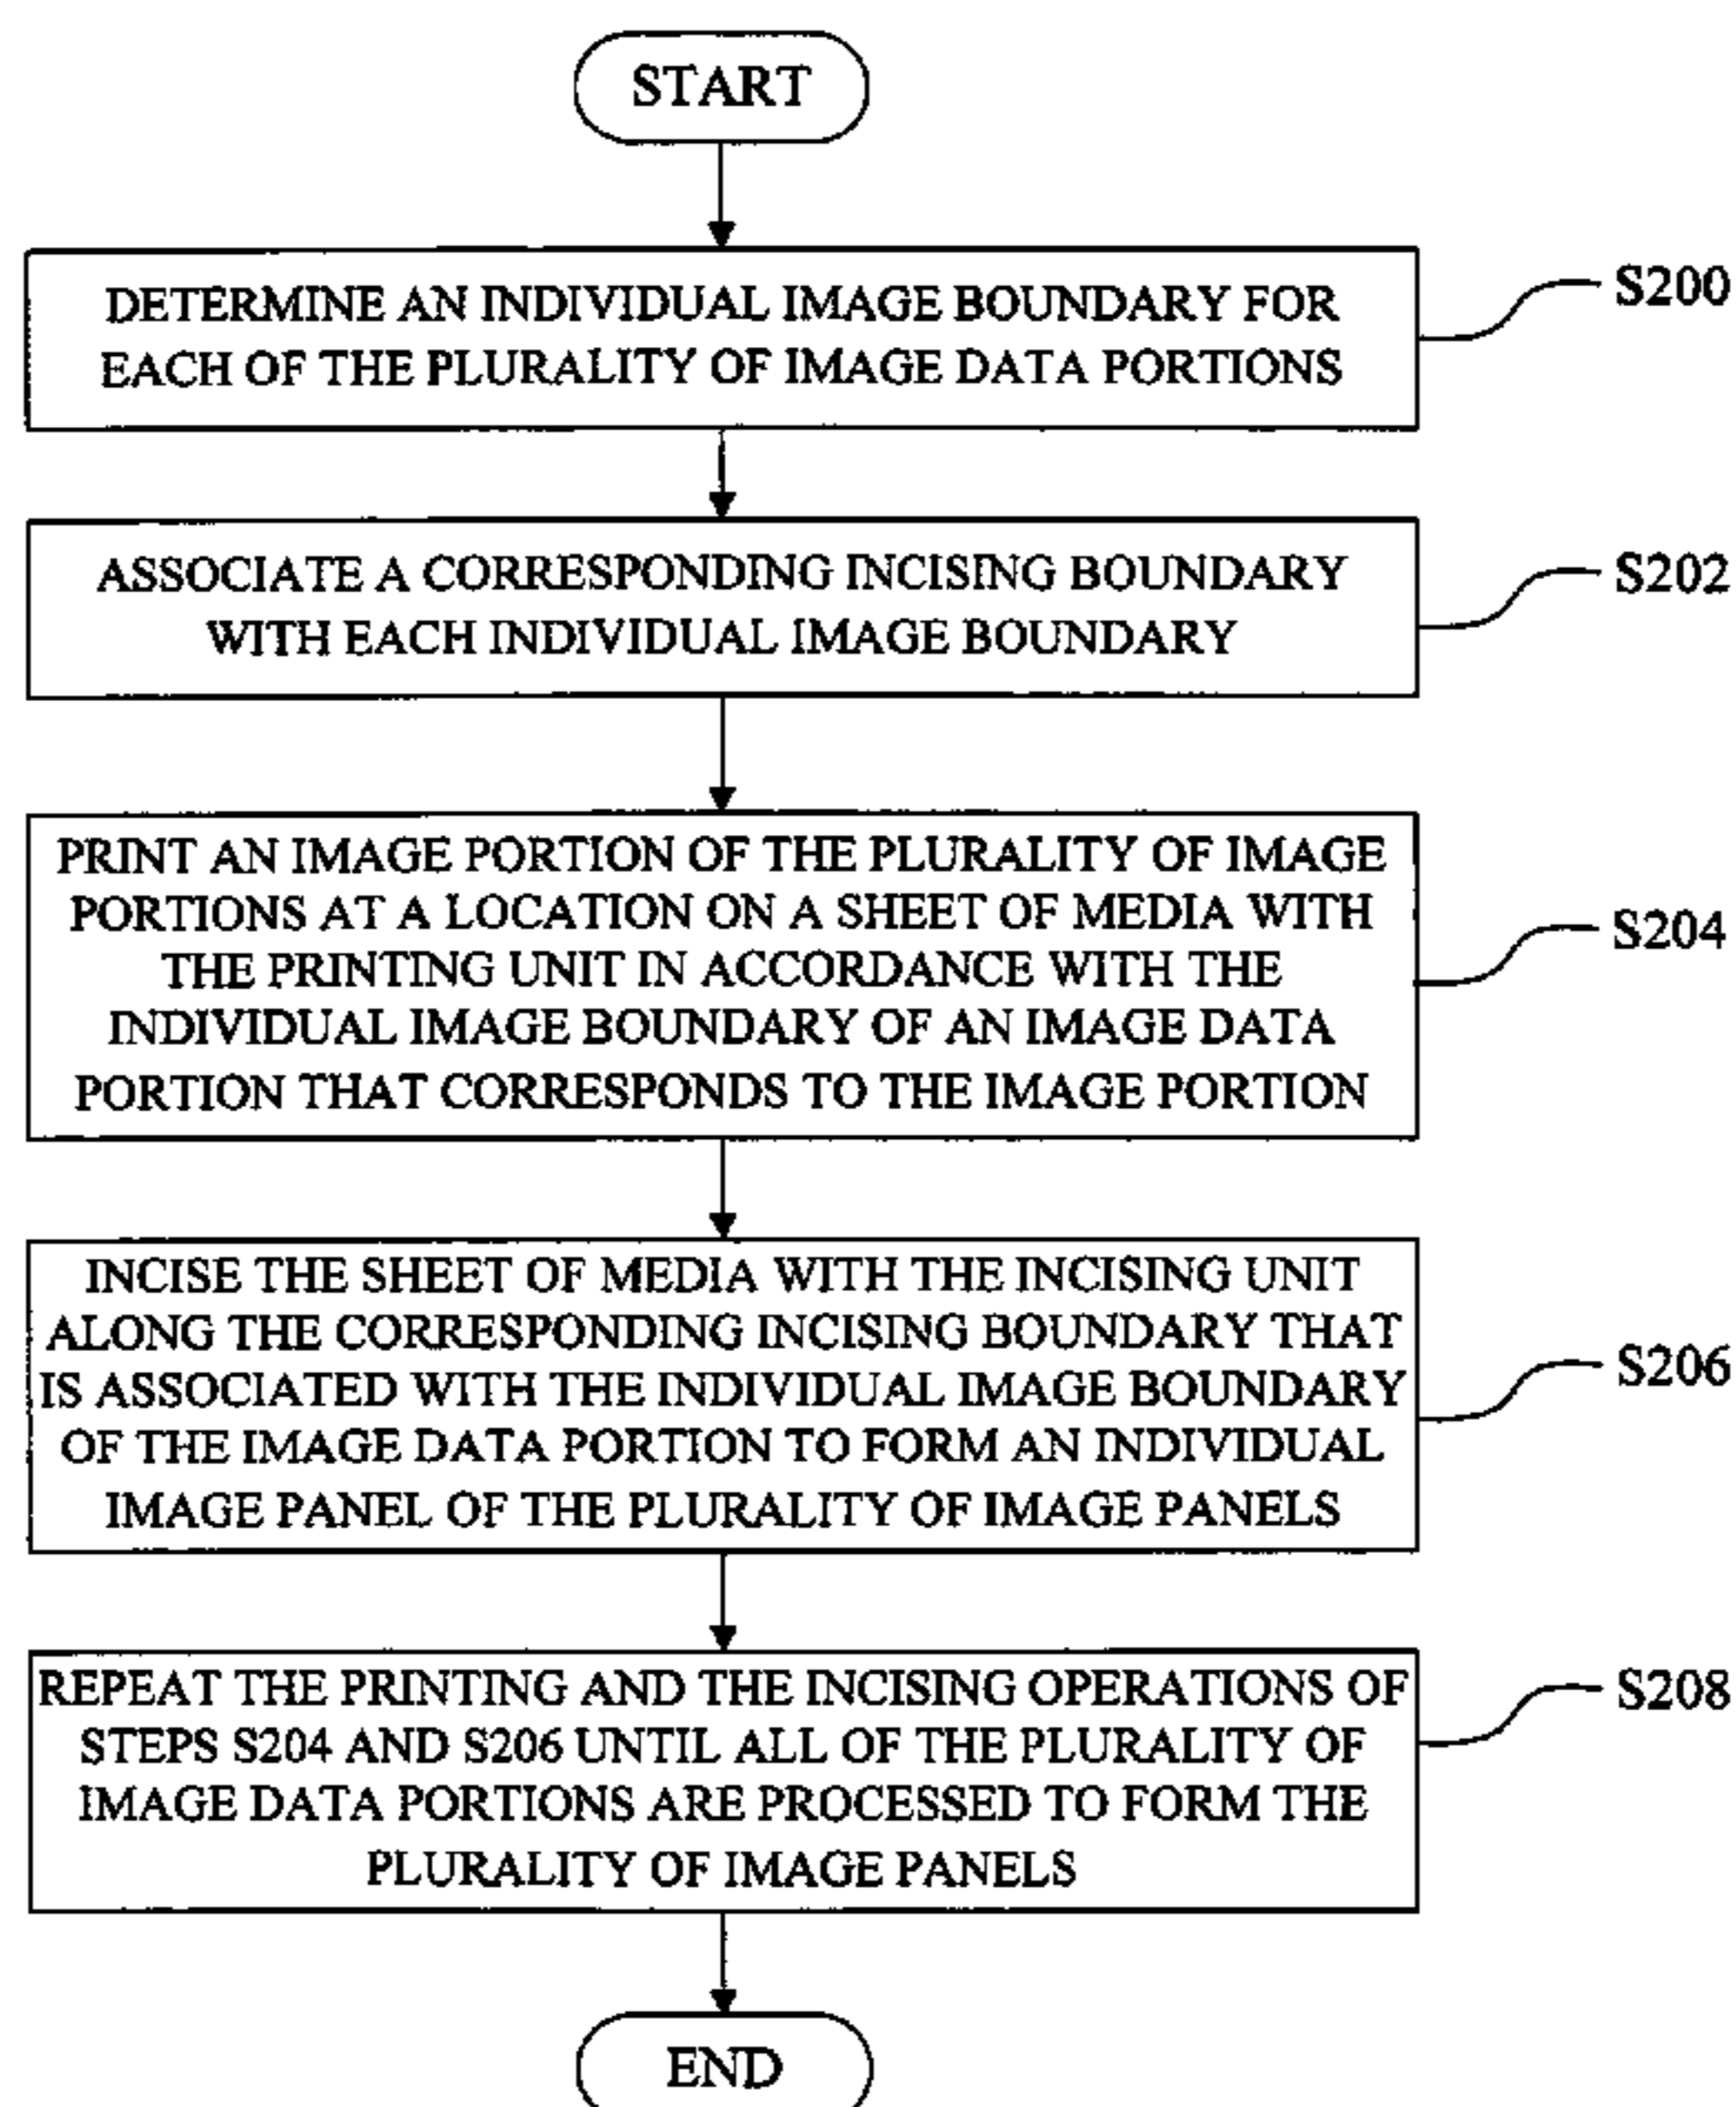 START
DETERMINE AN INDIVIDUAL IMAGE BOUNDARY FOR
EACH OF THE PLURALITY OF IMAGE DATA PORTIONS
S200
ASSOCIATE A CORRESPONDING INCISING BOUNDARY
WITH EACH INDIVIDUAL IMAGE BOUNDARY
S202
PRINT AN IMAGE PORTION OF THE PLURALITY OF IMAGE
PORTIONS AT A LOCATION ON A SHEET OF MEDIA WITH
THE PRINTING UNIT IN ACCORDANCE WITH THE
INDIVIDUAL IMAGE BOUNDARY OF AN IMAGE DATA
PORTION THAT CORRESPONDS TO THE IMAGE PORTION
S204
INCISE THE SHEET OF MEDIA WITH THE INCISING UNIT
ALONG THE CORRESPONDING INCISING BOUNDARY THAT
IS ASSOCIATED WITH THE INDIVIDUAL IMAGE BOUNDARY
OF THE IMAGE DATA PORTION TO FORM AN INDIVIDUAL
IMAGE PANEL OF THE PLURALITY OF IMAGE PANELS
S206
REPEAT THE PRINTING AND THE INCISING OPERATIONS OF
STEPS S204 AND S206 UNTIL ALL OF THE PLURALITY OF
IMAGE DATA PORTIONS ARE PROCESSED TO FORM THE
PLURALITY OF IMAGE PANELS
S208
END